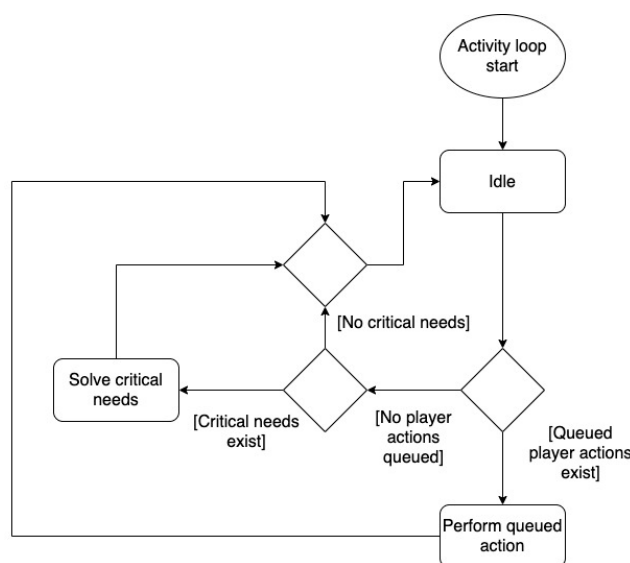 Activity loop
start
Idle
[No critical needs]
Solve critical
needs
[Critical needs
exist]
[No player
actions
queued]
[Queued
player actions
exist]
Perform queued
action